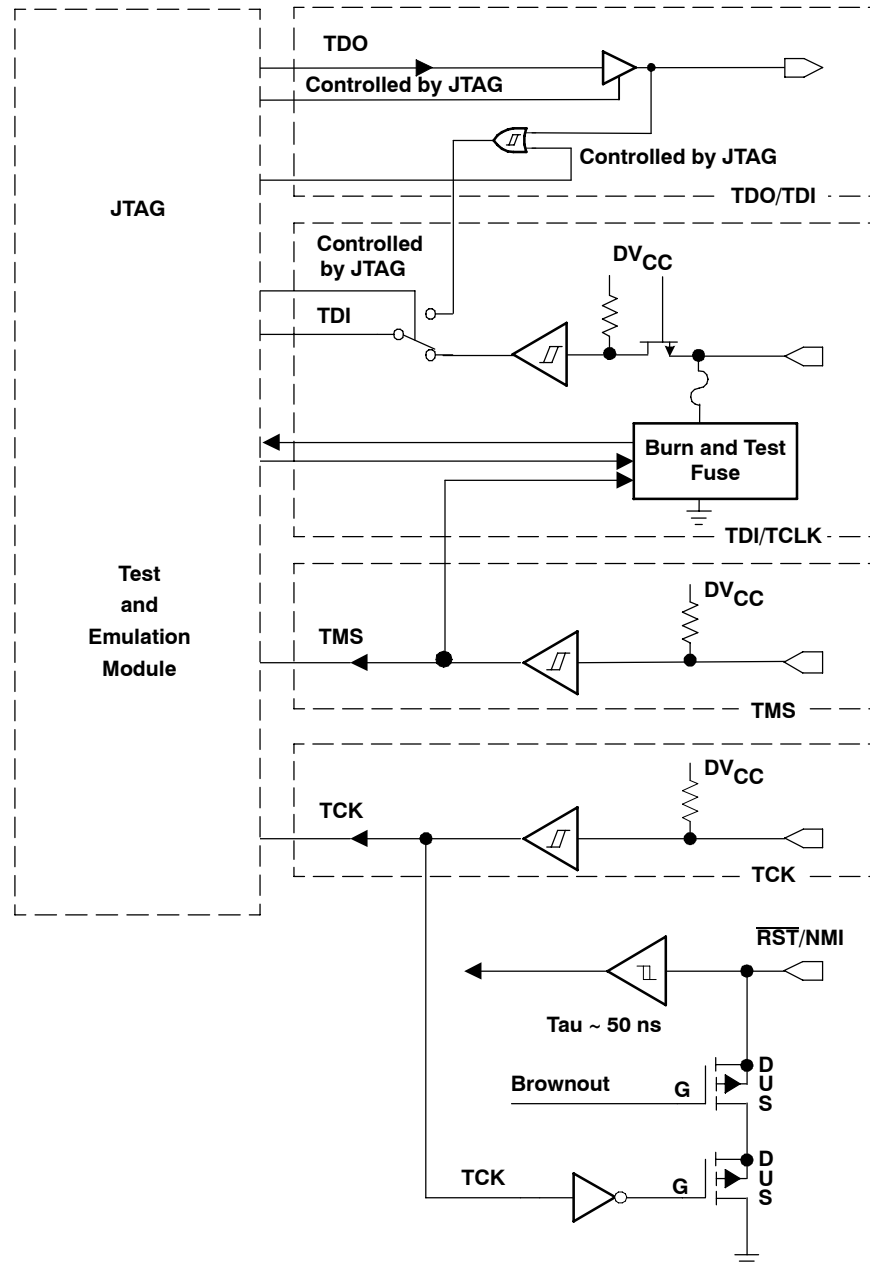 TDO
Controlled by JTAG
Controlled by JTAG
TDO/TDI
JTAG
Controlled
by JTAG
TDI
DVCC
Burn and Test
Fuse
TDI/TCLK
Test
and
Emulation
Module
TMS
DVCC
TMS
TCK
DVCC
TCK
RST/NMI
Tau ~ 50 ns
Brownout
G
D
U
S
TCK
G
D
U
S